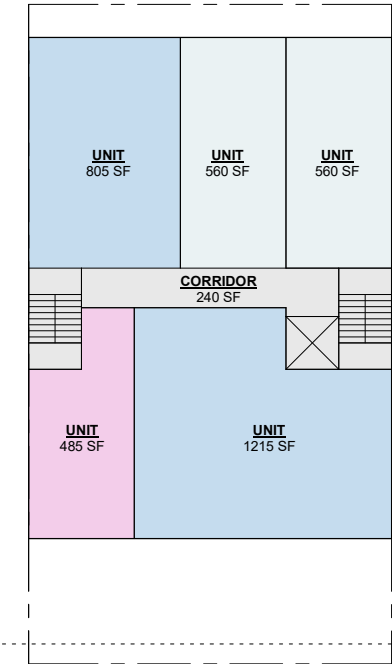 UNIT
805 SF
UNIT
560 SF
UNIT
560 SF
CORRIDOR
240 SF
UNIT
485 SF
UNIT
1215 SF